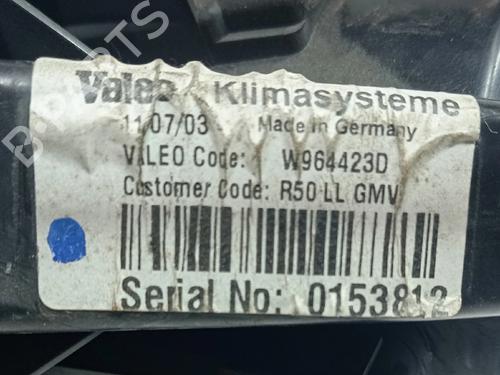 Valeo Klimasysteme
11/07/03 Made in Germany
VALEO Code: W964423D
Customer Code: R50 LL GMV
Serial No: 0153812